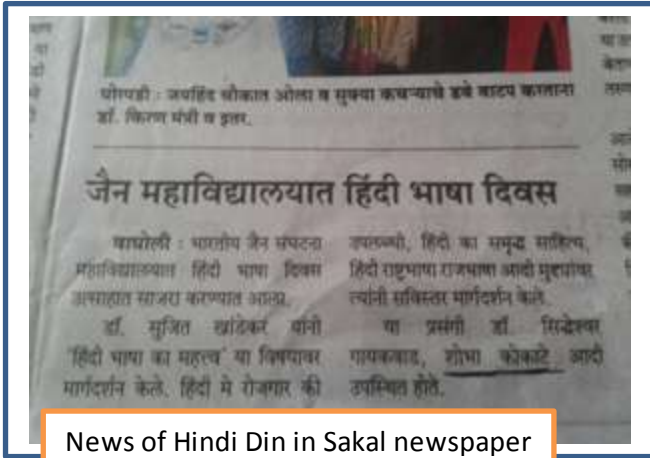 घोरपडी : जयहिंद चौकात ओला व सुक्या कचऱ्याचे डबे वाटप करताना
डॉ. किरण मंत्री व इतर.
जैन महाविद्यालयात हिंदी भाषा दिवस
वाघोली : भारतीय जैन संघटना
महाविद्यालयात हिंदी भाषा दिवस
उत्साहात साजरा करण्यात आला.
डॉ. सुजित खांडेकर यांनी
'हिंदी भाषा का महत्त्व' या विषयावर
मार्गदर्शन केले. हिंदी मे रोजगार की
उपलब्धी, हिंदी का समृद्ध साहित्य,
हिंदी राष्ट्रभाषा राजभाषा आदी मुद्द्यांवर
त्यांनी सविस्तर मार्गदर्शन केले.
या प्रसंगी डॉ. सिद्धेश्वर
गायकवाड, शोभा कोकाटे आदी
उपस्थित होते.
News of Hindi Din in Sakal newspaper